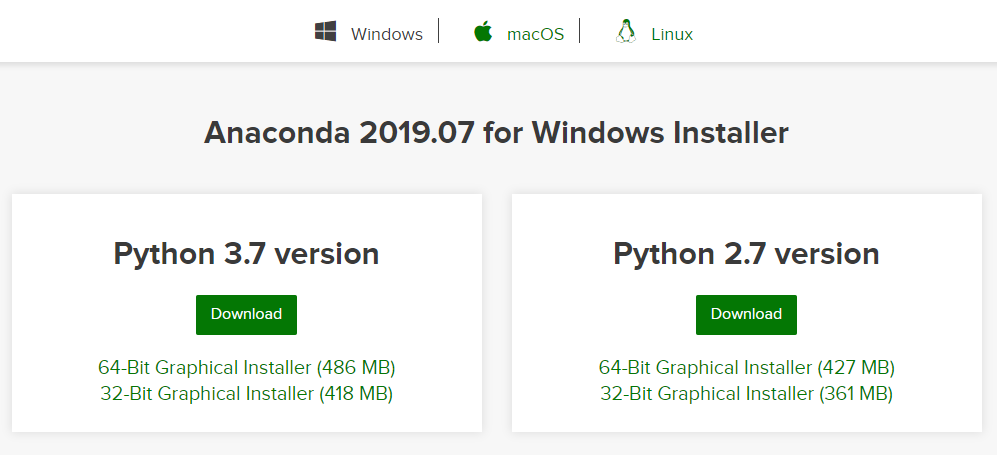 Windows macOS Linux
Anaconda 2019.07 for Windows Installer
Python 3.7 version
Download
64-Bit Graphical Installer (486 MB)
32-Bit Graphical Installer (418 MB)
Python 2.7 version
Download
64-Bit Graphical Installer (427 MB)
32-Bit Graphical Installer (361 MB)